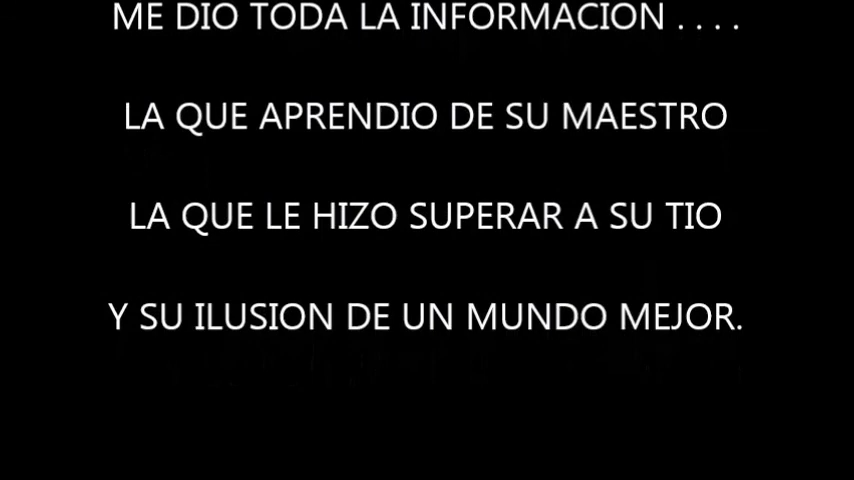 ME DIO TODA LA INFORMACION . . . .
LA QUE APRENDIO DE SU MAESTRO
LA QUE LE HIZO SUPERAR A SU TIO
Y SU ILUSION DE UN MUNDO MEJOR.